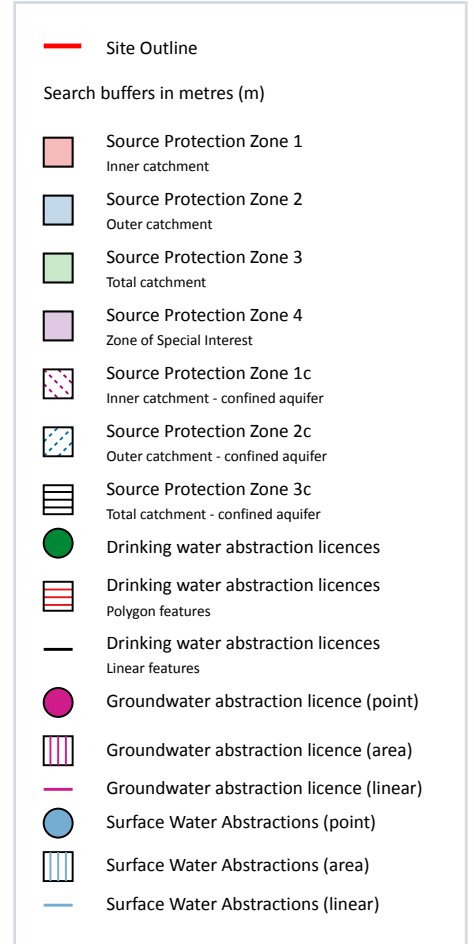 Site Outline
Search buffers in metres (m)
Source Protection Zone 1
Inner catchment
Source Protection Zone 2
Outer catchment
Source Protection Zone 3
Total catchment
Source Protection Zone 4
Zone of Special Interest
Source Protection Zone 1c
Inner catchment - confined aquifer
Source Protection Zone 2c
Outer catchment - confined aquifer
Source Protection Zone 3c
Total catchment - confined aquifer
Drinking water abstraction licences
Drinking water abstraction licences
Polygon features
Drinking water abstraction licences
Linear features
Groundwater abstraction licence (point)
Groundwater abstraction licence (area)
Groundwater abstraction licence (linear)
Surface Water Abstractions (point)
Surface Water Abstractions (area)
Surface Water Abstractions (linear)